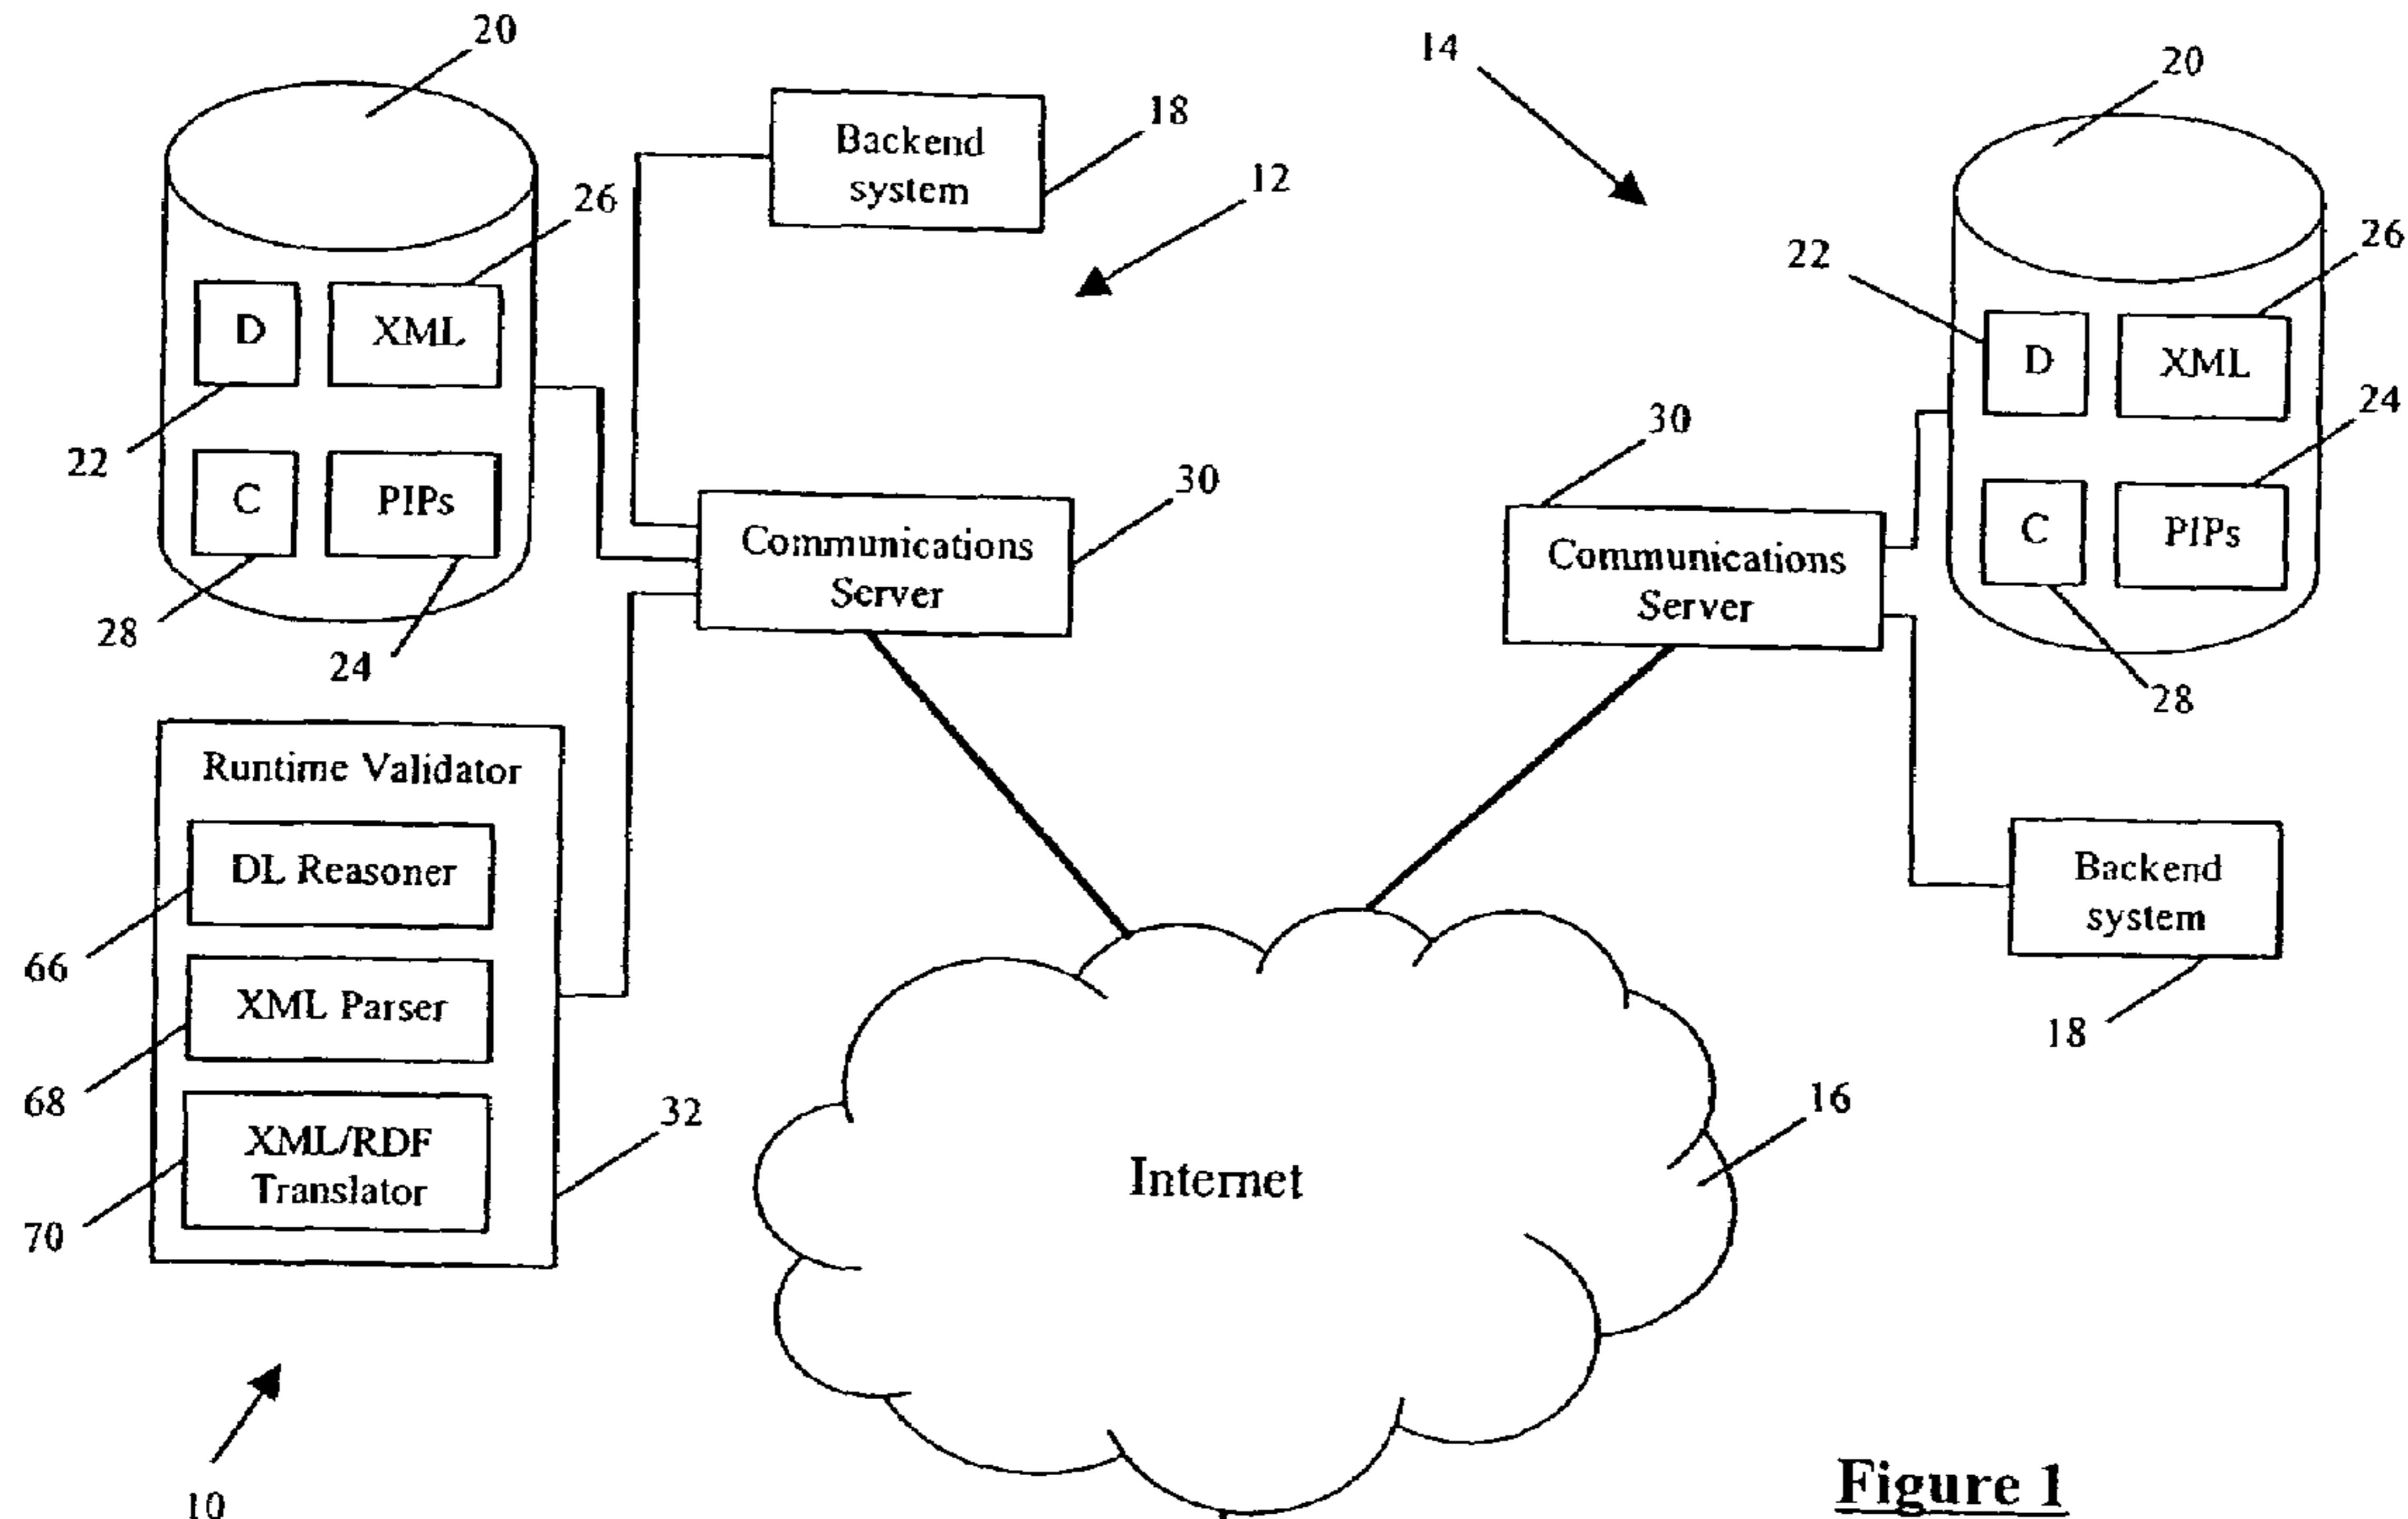 20
14
20
Backend
system
18
12
26
22
26
D
XML
D
XML
22
30
24
C
PIPs
30
C
PIPs
Communications
Server
Communications
Server
28
24
28
Runtime Validator
DL Reasoner
66
Backend
system
XML Parser
18
68
32
16
XML/RDF
Translator
Internet
70
10
Figure 1